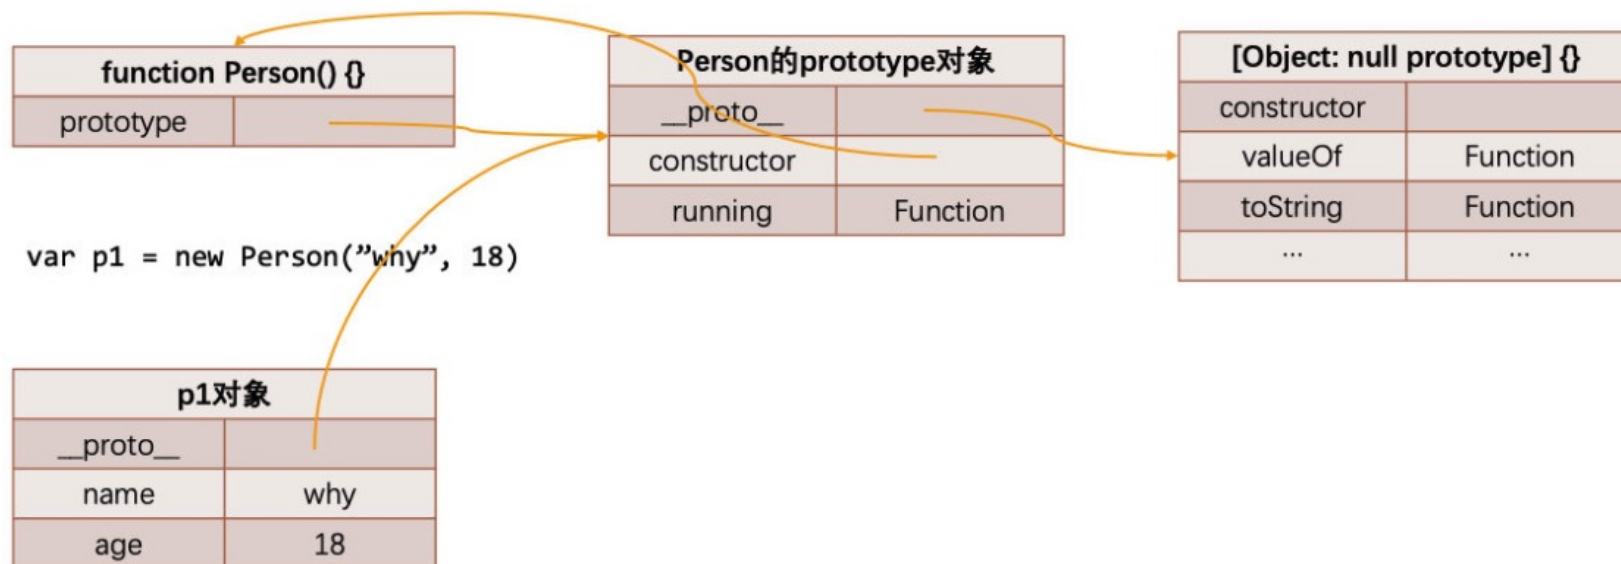 function Person() {}
prototype
Person的prototype对象
__proto__
constructor
running Function
[Object: null prototype] {}
constructor
valueOf Function
toString Function
... ...
var p1 = new Person(”why”, 18)
p1对象
__proto__
name why
age 18